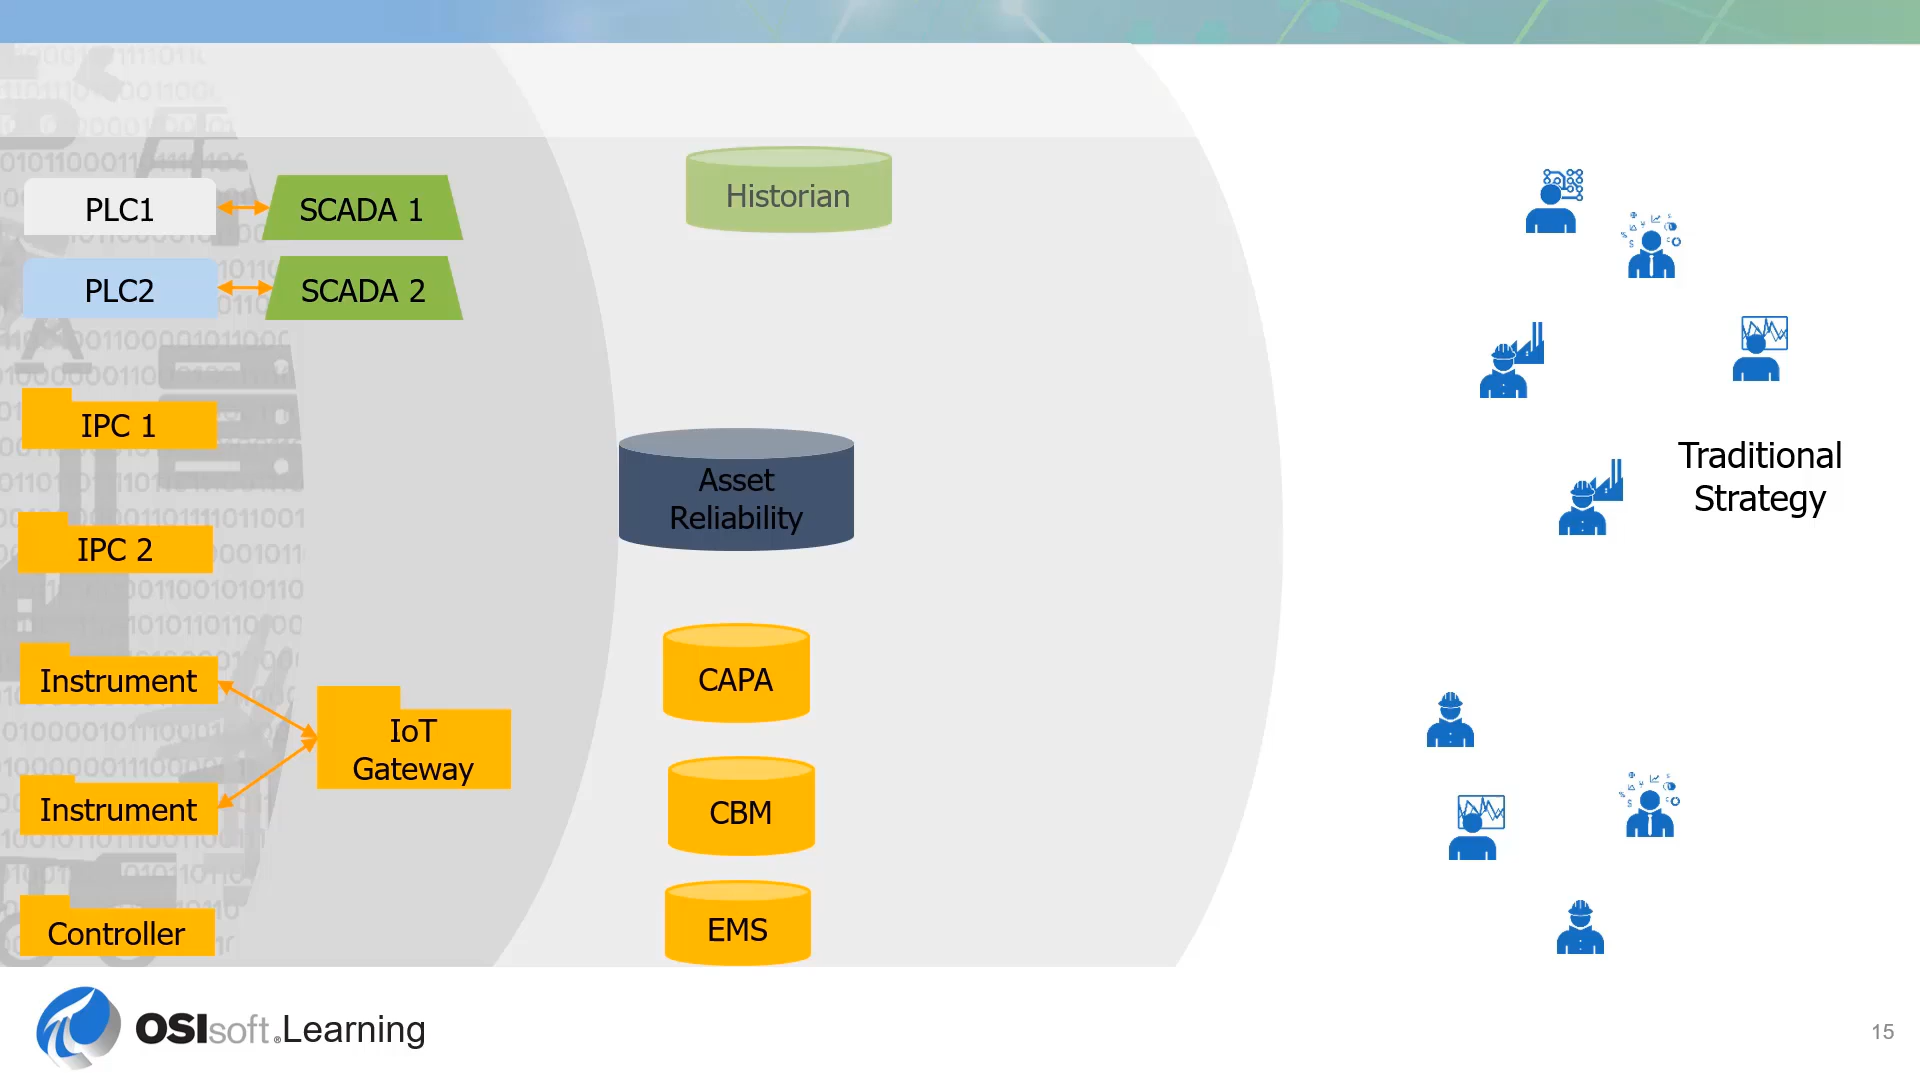 Historian
PLC1
SCADA 1
PLC2
SCADA 2
IPC 1
Asset
Reliability
Traditional
Strategy
IPC 2
Instrument
CAPA
IoT
Gateway
Instrument
CBM
Controller
EMS
OSIsoft®Learning
15